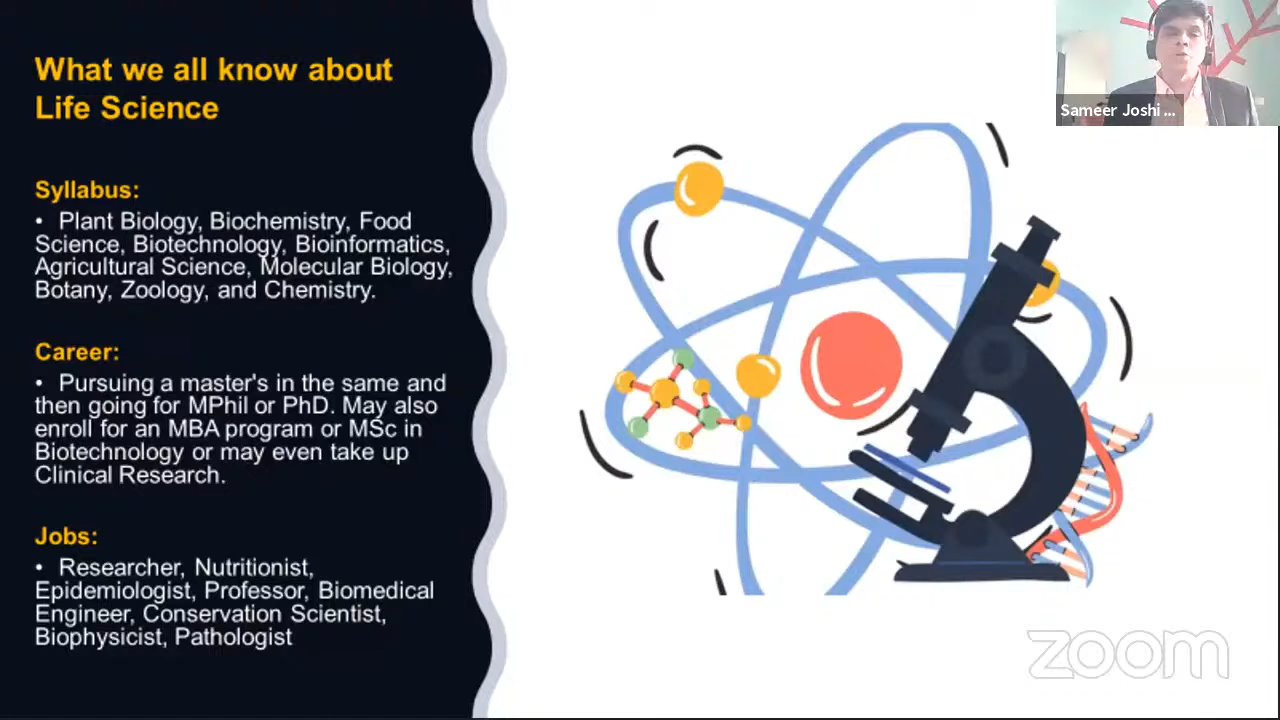 What we all know about
Life Science
Syllabus:
• Plant Biology, Biochemistry, Food
Science, Biotechnology, Bioinformatics,
Agricultural Science, Molecular Biology,
Botany, Zoology, and Chemistry.
Career:
• Pursuing a master's in the same and
then going for MPhil or PhD. May also
enroll for an MBA program or MSc in
Biotechnology or may even take up
Clinical Research.
Jobs:
• Researcher, Nutritionist,
Epidemiologist, Professor, Biomedical
Engineer, Conservation Scientist,
Biophysicist, Pathologist
Sameer Joshi ...
zoom